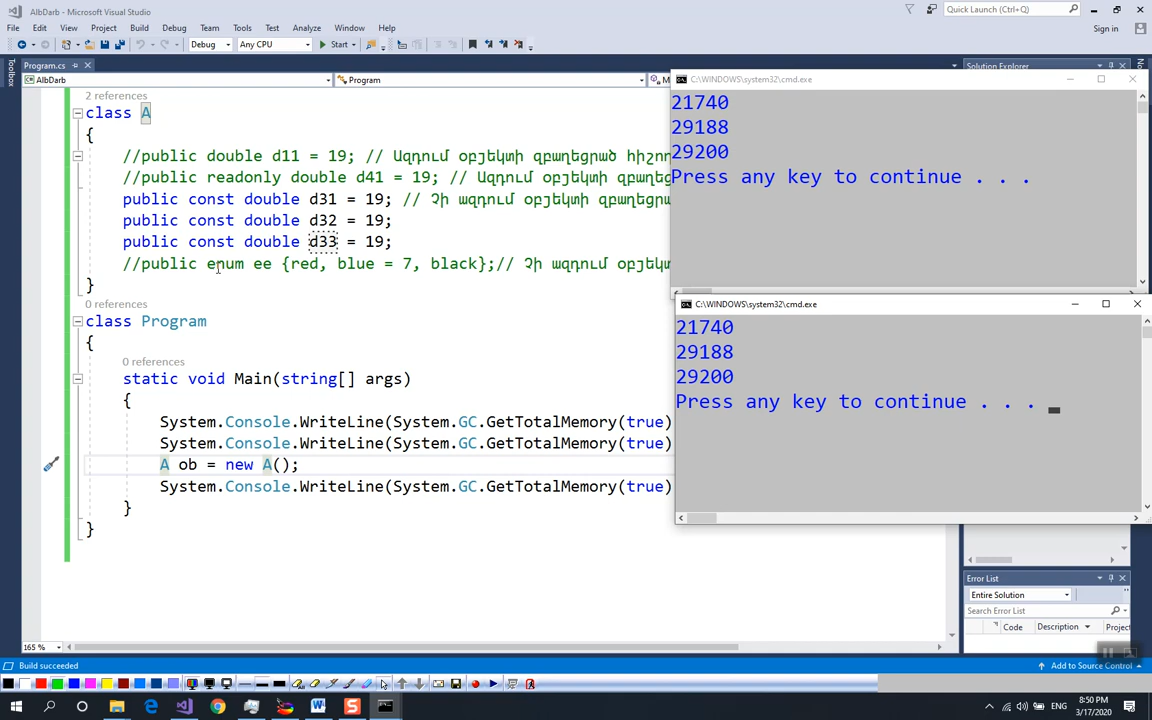 AlbDarb - Microsoft Visual Studio
Quick Launch (Ctrl+Q)
File Edit View Project Build Debug Team Tools Test Analyze Window Help
Sign in
Debug Any CPU Start
Program.cs
Solution Explorer
Toolbox
AlbDarb Program
2 references
class A
{
//public double d11 = 19; // Ազդում օբյեկտի զբաղեցրած
//public readonly double d41 = 19; // Ազդում օբյեկտի
public const double d31 = 19; // Չի ազդում օբյեկտի
public const double d32 = 19;
public const double d33 = 19;
//public enum ee {red, blue = 7, black};// Չի ազդում
}
0 references
class Program
{
0 references
static void Main(string[] args)
{
System.Console.WriteLine(System.GC.GetTotalMemory(true)
System.Console.WriteLine(System.GC.GetTotalMemory(true)
A ob = new A();
System.Console.WriteLine(System.GC.GetTotalMemory(true)
}
}
C:\WINDOWS\system32\cmd.exe
21740
29188
29200
Press any key to continue . . .
C:\WINDOWS\system32\cmd.exe
21740
29188
29200
Press any key to continue . . .
Error List
Entire Solution
Search Error List
Code Description Project
165 %
Build succeeded
Add to Source Control
ENG
8:50 PM
3/17/2020